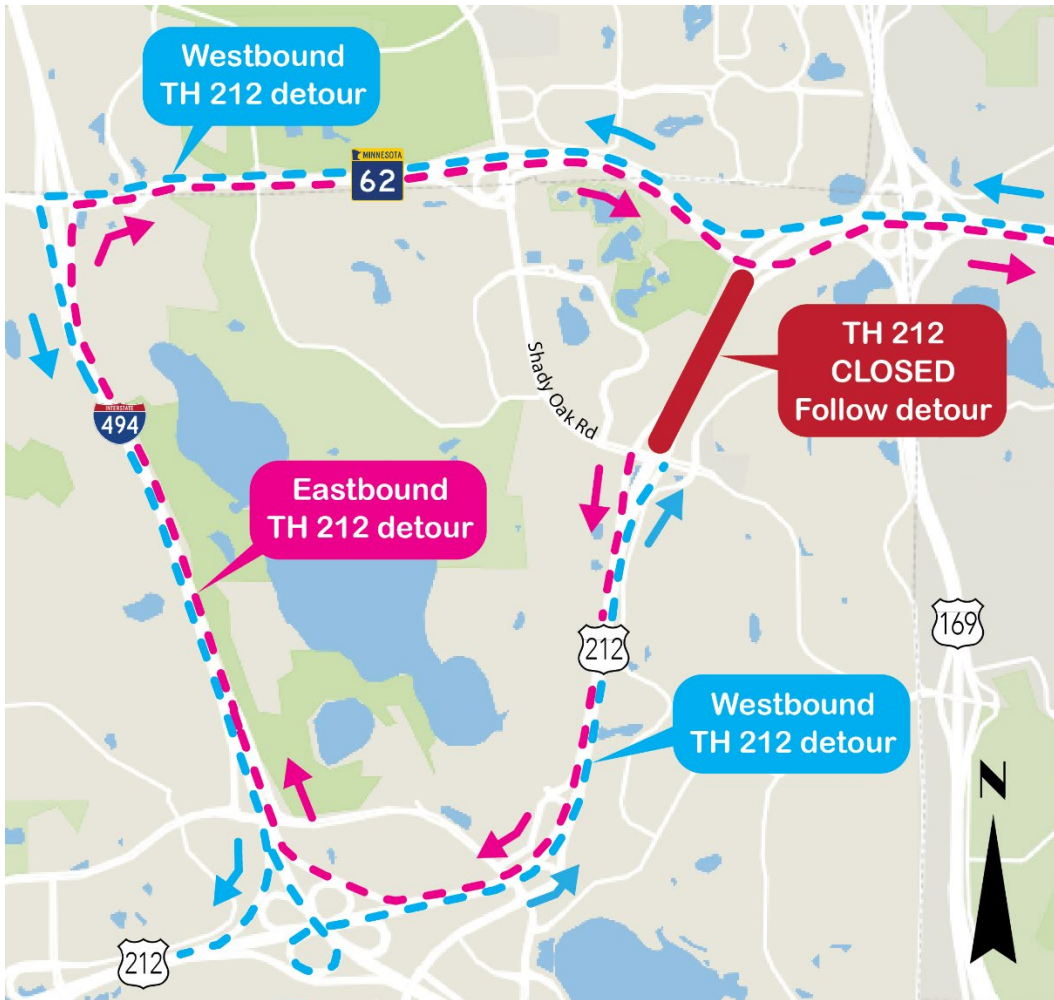 Westbound
TH 212 detour
MINNESOTA
62
TH 212
CLOSED
Follow detour
Shady Oak Rd
INTERSTATE
494
Eastbound
TH 212 detour
212
169
Westbound
TH 212 detour
N
212